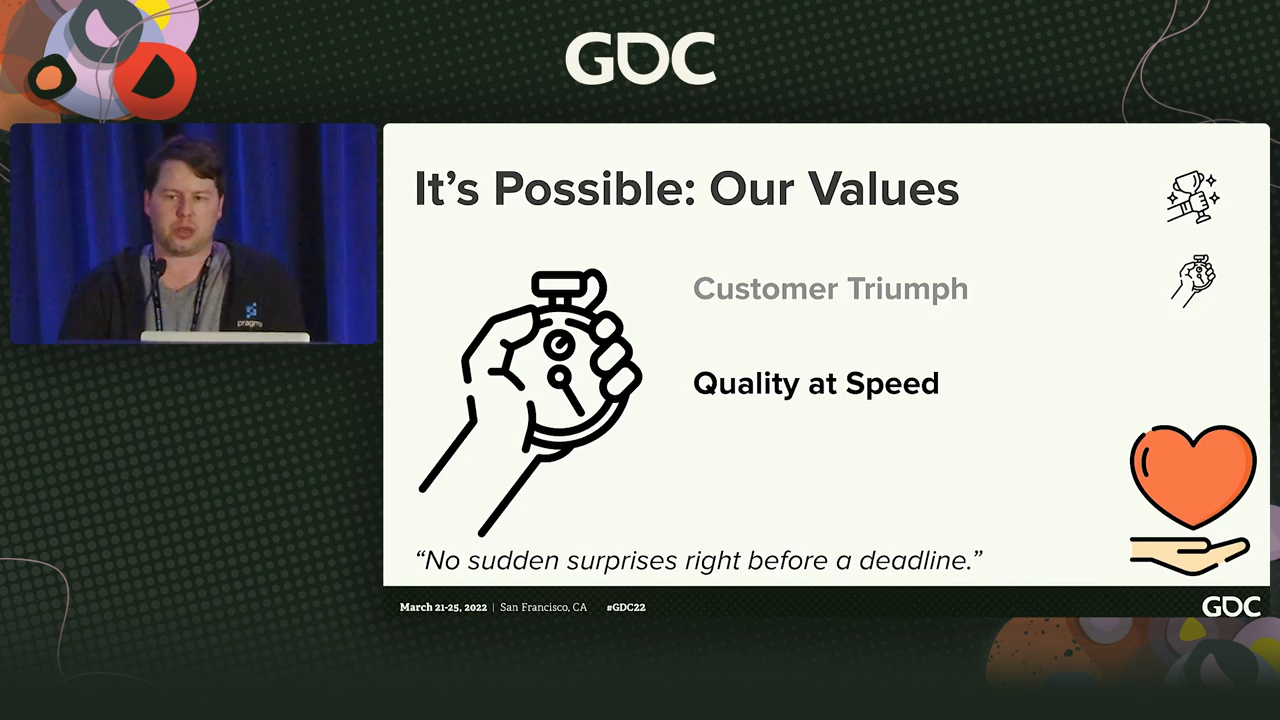 GDC
It’s Possible: Our Values
Customer Triumph
Quality at Speed
“No sudden surprises right before a deadline.”
March 21-25, 2022 | San Francisco, CA #GDC22
GDC